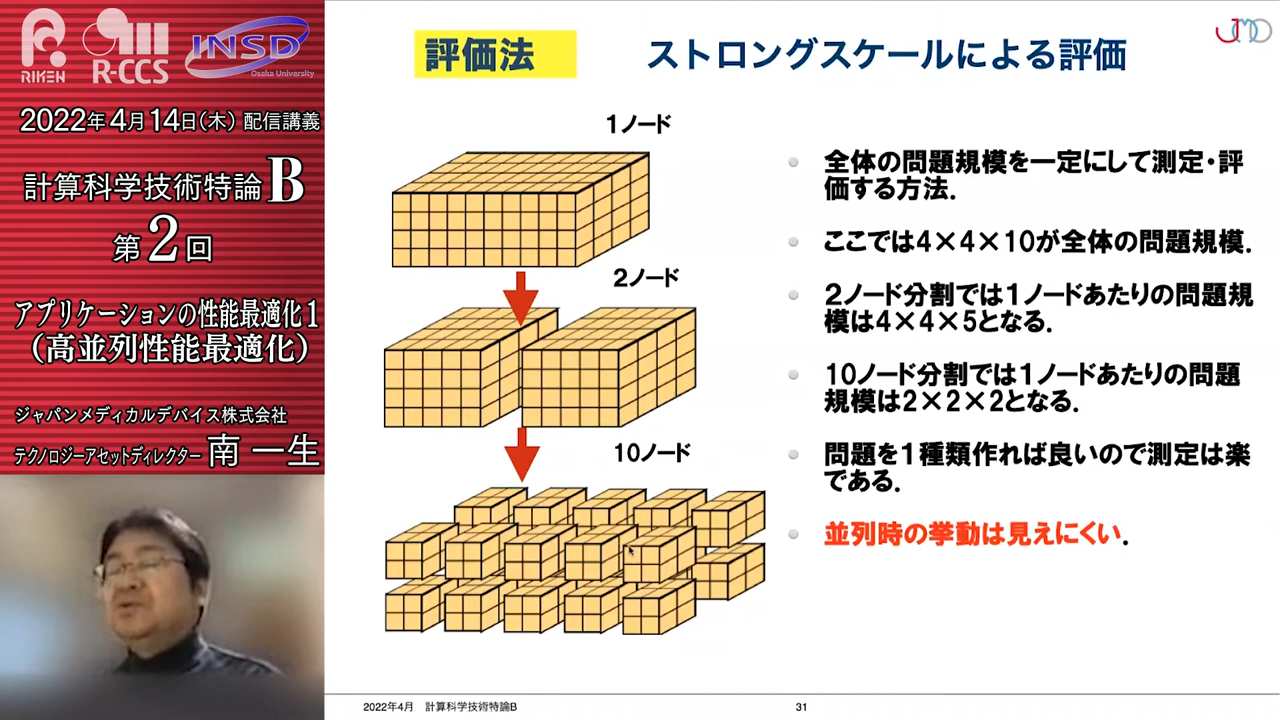 RIKEN
R-CCS
INSD
Osaka University
2022年4月14日(木) 配信講義
計算科学技術特論B
第2回
アプリケーションの性能最適化1
(高並列性能最適化)
ジャパンメディカルデバイス株式会社
テクノロジーアセットディレクター 南 一生
評価法
ストロングスケールによる評価
JMD
1ノード
2ノード
10ノード
全体の問題規模を一定にして測定・評
価する方法.
ここでは4×4×10が全体の問題規模.
2ノード分割では1ノードあたりの問題規
模は4×4×5となる.
10ノード分割では1ノードあたりの問題
規模は2×2×2となる.
問題を1種類作れば良いので測定は楽
である.
並列時の挙動は見えにくい.
2022年4月 計算科学技術特論B
31